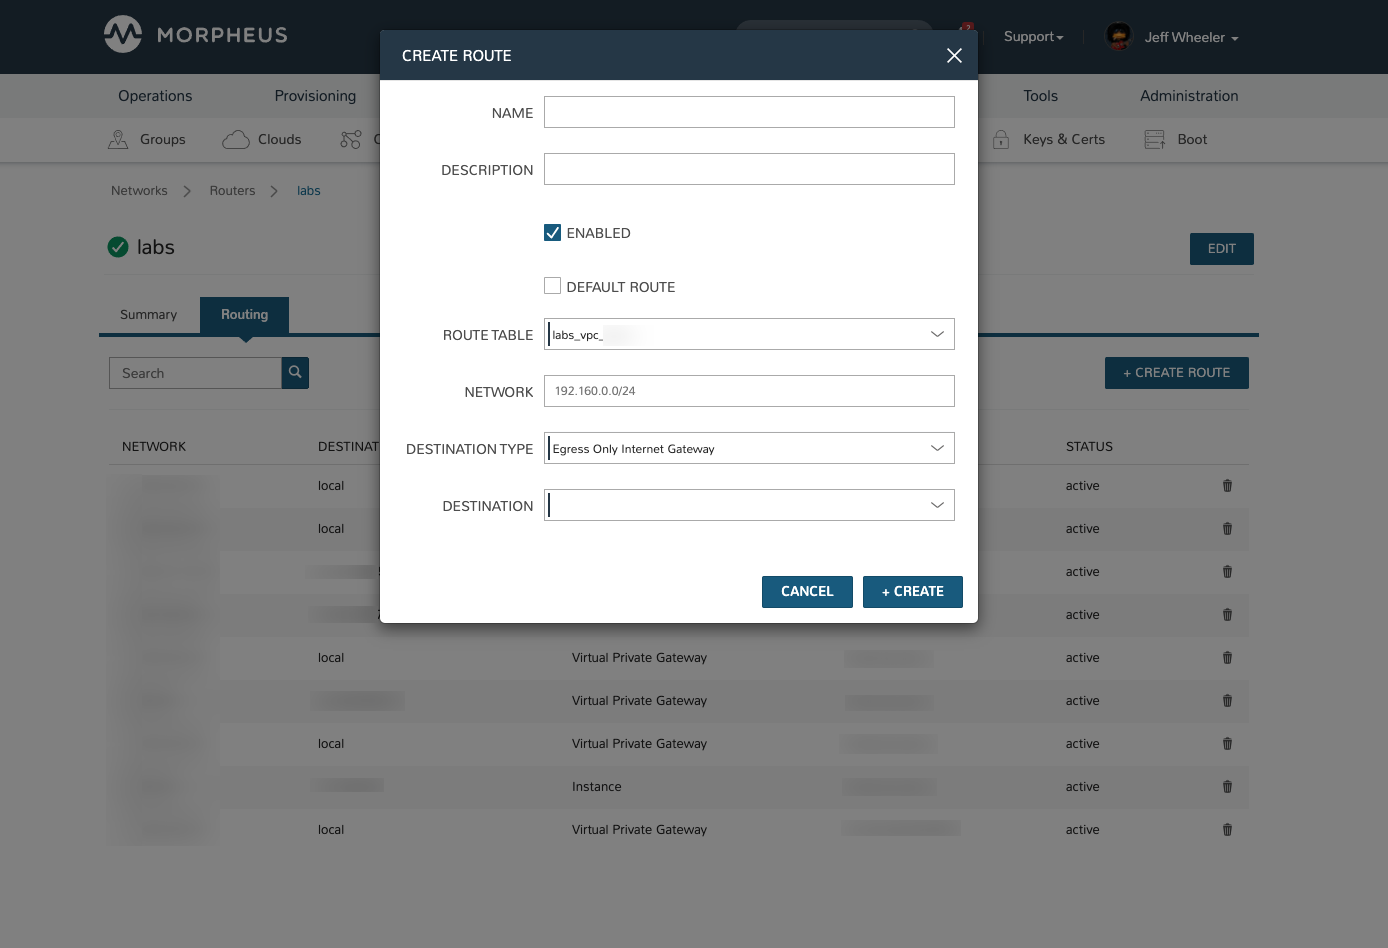 MORPHEUS
2
Support
Jeff Wheeler
Operations
Provisioning
Tools
Administration
Groups
Clouds
Keys & Certs
Boot
Networks
Routers
labs
labs
EDIT
Summary
Routing
Search
+ CREATE ROUTE
NETWORK
DESTINAT
STATUS
local
active
local
active
active
active
local
Virtual Private Gateway
active
Virtual Private Gateway
active
local
Virtual Private Gateway
active
Instance
active
local
Virtual Private Gateway
active
CREATE ROUTE
NAME
DESCRIPTION
ENABLED
DEFAULT ROUTE
ROUTE TABLE
labs_vpc_
NETWORK
192.160.0.0/24
DESTINATION TYPE
Egress Only Internet Gateway
DESTINATION
CANCEL
+ CREATE